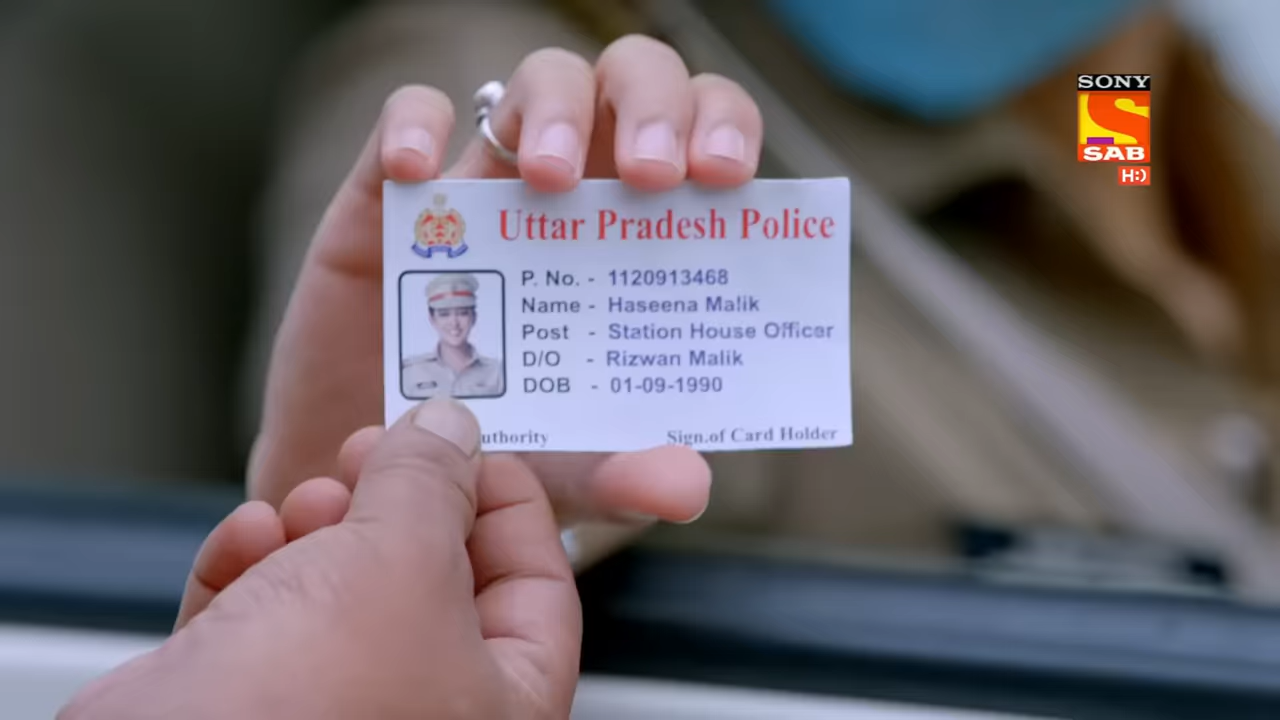 SONY
SAB
HD
Uttar Pradesh Police
P. No. - 1120913468
Name - Haseena Malik
Post - Station House Officer
D/O - Rizwan Malik
DOB - 01-09-1990
uthority
Sign.of Card Holder